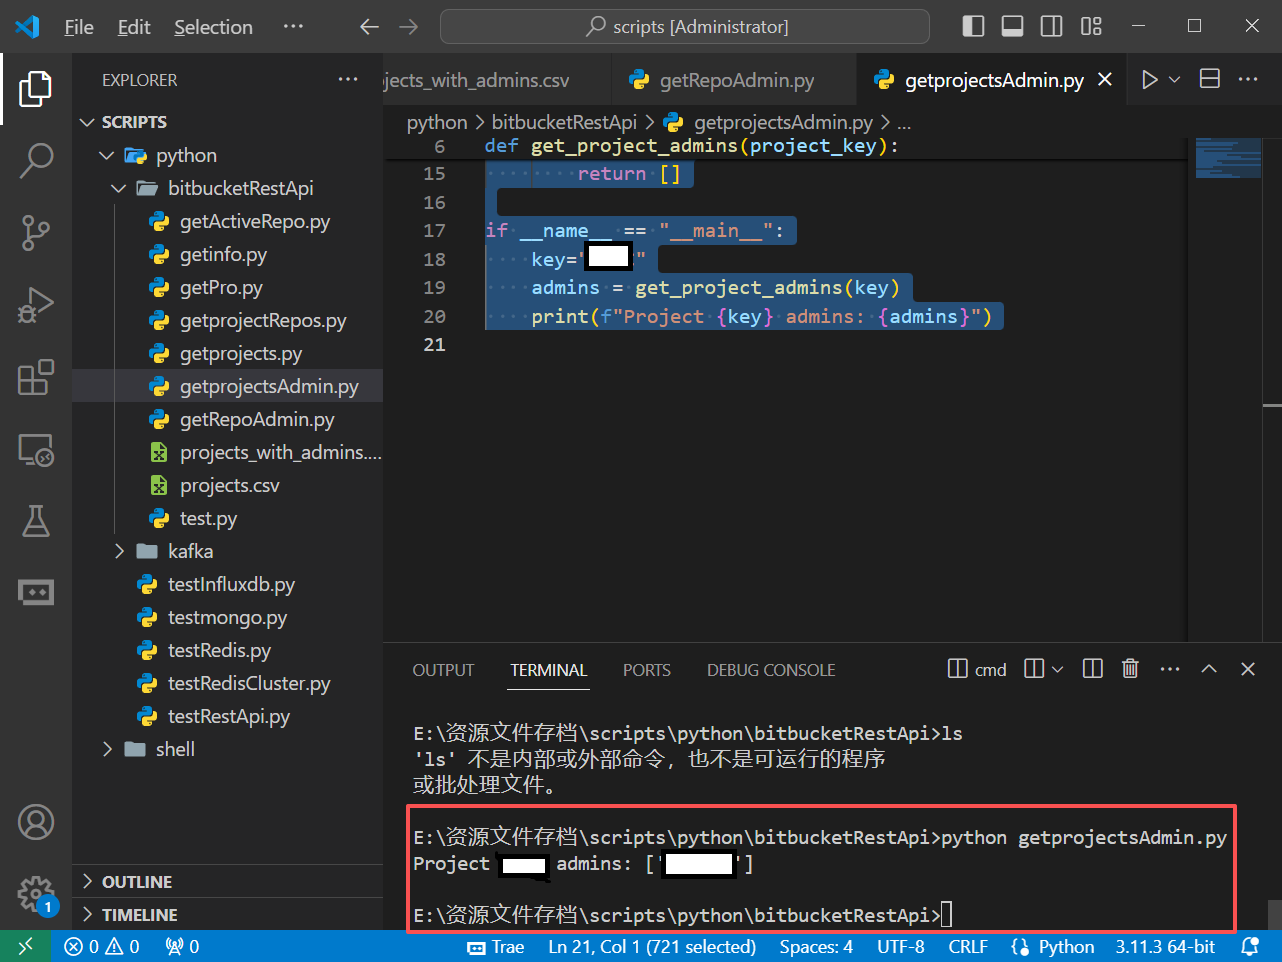 File Edit Selection ··· scripts [Administrator]
EXPLORER ···
SCRIPTS
python
bitbucketRestApi
getActiveRepo.py
getinfo.py
getPro.py
getprojectRepos.py
getprojects.py
getprojectsAdmin.py
getRepoAdmin.py
projects_with_admins....
projects.csv
test.py
kafka
testInfluxdb.py
testmongo.py
testRedis.py
testRedisCluster.py
testRestApi.py
shell
OUTLINE
TIMELINE
1
jects_with_admins.csv getRepoAdmin.py getprojectsAdmin.py ···
python > bitbucketRestApi > getprojectsAdmin.py > ...
6 def get_project_admins(project_key):
15 return []
16
17 if __name__ == "__main__":
18 key=" "
19 admins = get_project_admins(key)
20 print(f"Project {key} admins: {admins}")
21
OUTPUT TERMINAL PORTS DEBUG CONSOLE cmd ···
E:\资源文件存档\scripts\python\bitbucketRestApi>ls
'ls' 不是内部或外部命令，也不是可运行的程序
或批处理文件。
E:\资源文件存档\scripts\python\bitbucketRestApi>python getprojectsAdmin.py
Project admins: [' ']
E:\资源文件存档\scripts\python\bitbucketRestApi>
0 0 0 Trae Ln 21, Col 1 (721 selected) Spaces: 4 UTF-8 CRLF {} Python 3.11.3 64-bit